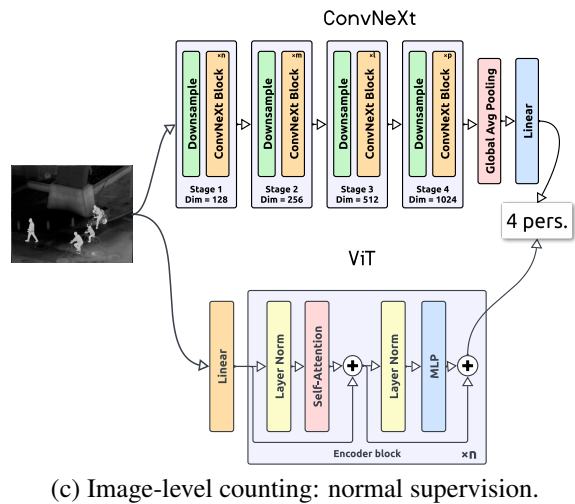 ConvNeXt
Downsample
ConvNeXt Block
×n
Stage 1
Dim = 128
Downsample
ConvNeXt Block
×m
Stage 2
Dim = 256
Downsample
ConvNeXt Block
×l
Stage 3
Dim = 512
Downsample
ConvNeXt Block
×p
Stage 4
Dim = 1024
Global Avg Pooling
Linear
4 pers.
ViT
Linear
Layer Norm
Self-Attention
+
Layer Norm
MLP
+
Encoder block
×n
(c) Image-level counting: normal supervision.